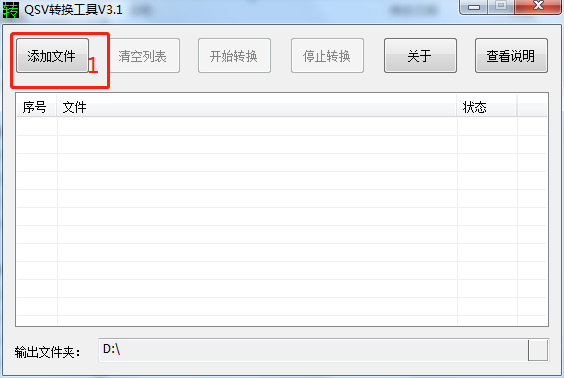 转 QSV转换工具V3.1
添加文件 1 清空列表 开始转换 停止转换 关于 查看说明
序号 文件 状态
输出文件夹： D:\